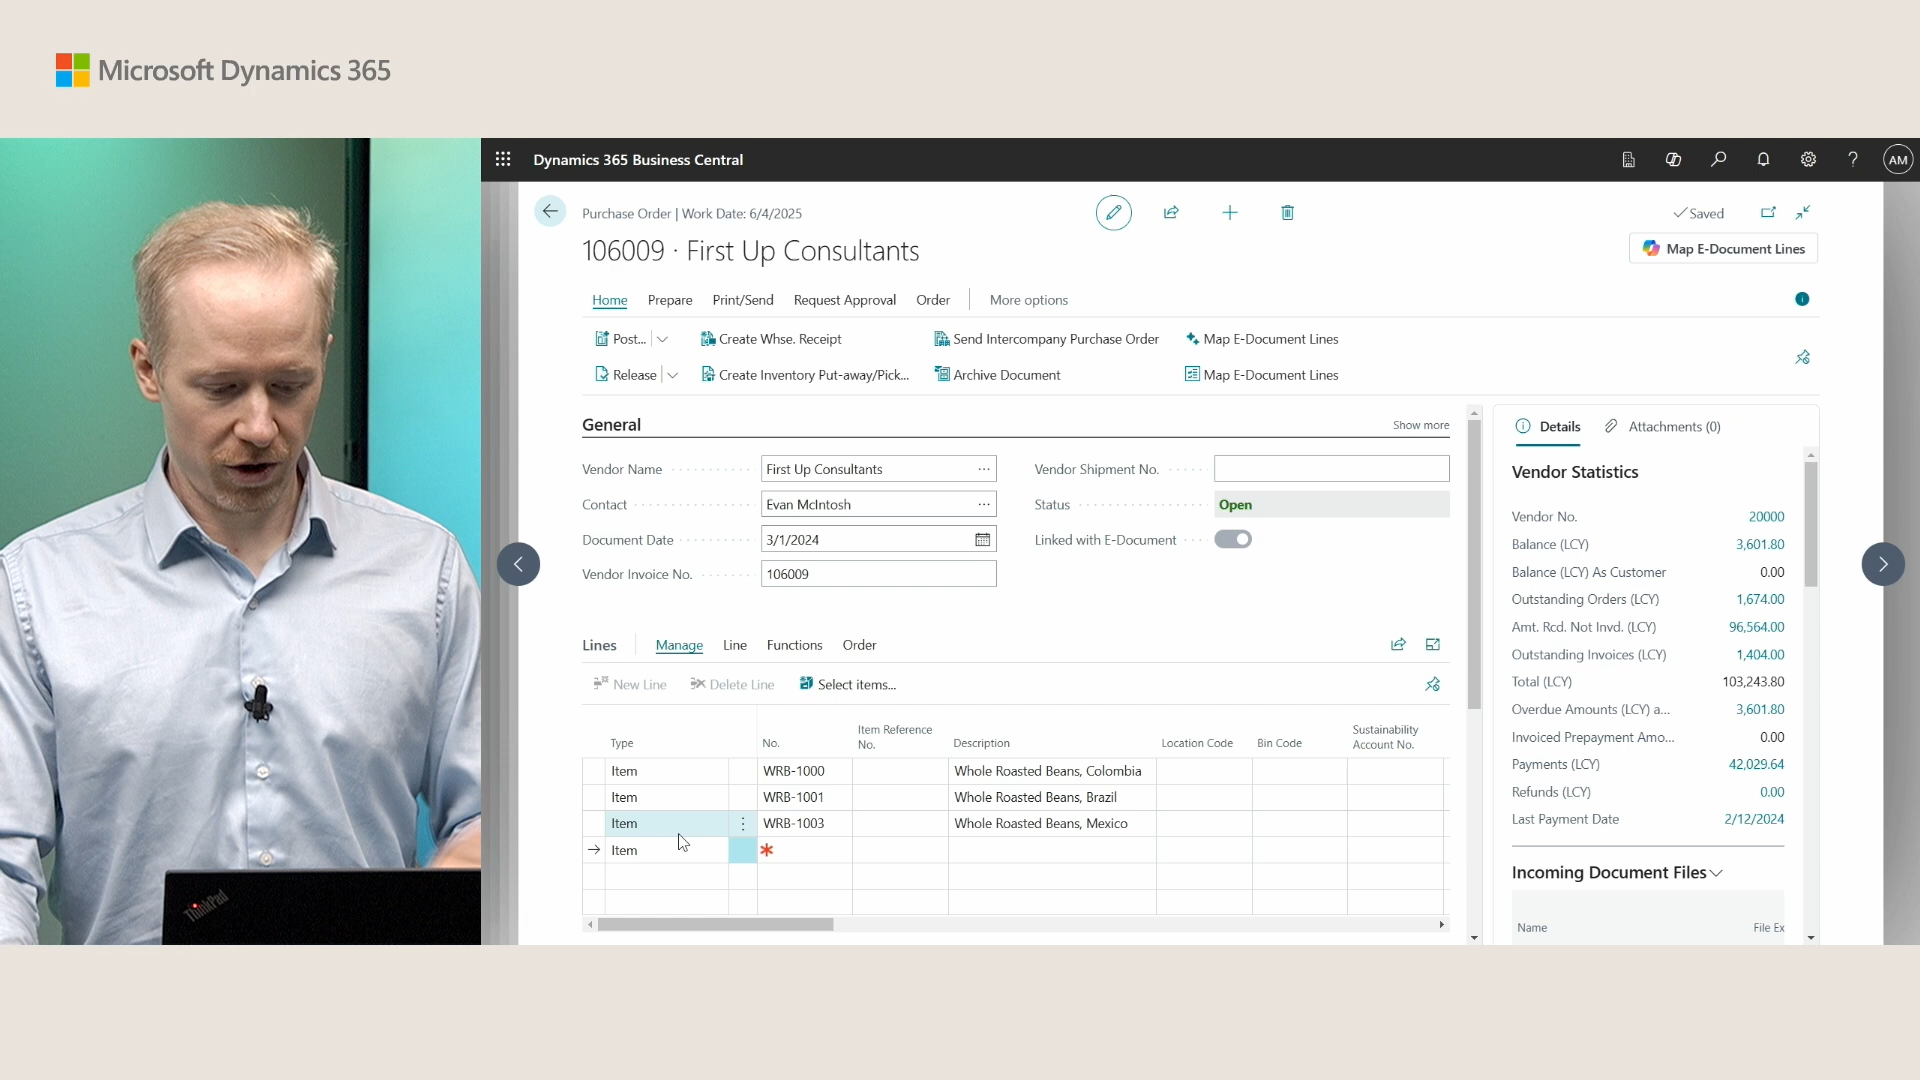 Microsoft Dynamics 365
Dynamics 365 Business Central
AM
Purchase Order | Work Date: 6/4/2025
Saved
106009 · First Up Consultants
Map E-Document Lines
Home Prepare Print/Send Request Approval Order More options
Post... Create Whse. Receipt Send Intercompany Purchase Order Map E-Document Lines
Release Create Inventory Put-away/Pick... Archive Document Map E-Document Lines
General
Show more
Vendor Name First Up Consultants
Contact Evan McIntosh
Document Date 3/1/2024
Vendor Invoice No. 106009
Vendor Shipment No.
Status Open
Linked with E-Document
Lines Manage Line Functions Order
New Line Delete Line Select items...
Type No. Item Reference No. Description Location Code Bin Code Sustainability Account No.
Item WRB-1000 Whole Roasted Beans, Colombia
Item WRB-1001 Whole Roasted Beans, Brazil
Item WRB-1003 Whole Roasted Beans, Mexico
Item
Details Attachments (0)
Vendor Statistics
Vendor No. 20000
Balance (LCY) 3,601.80
Balance (LCY) As Customer 0.00
Outstanding Orders (LCY) 1,674.00
Amt. Rcd. Not Invd. (LCY) 96,564.00
Outstanding Invoices (LCY) 1,404.00
Total (LCY) 103,243.80
Overdue Amounts (LCY) a... 3,601.80
Invoiced Prepayment Amo... 0.00
Payments (LCY) 42,029.64
Refunds (LCY) 0.00
Last Payment Date 2/12/2024
Incoming Document Files
Name File Ex
ThinkPad